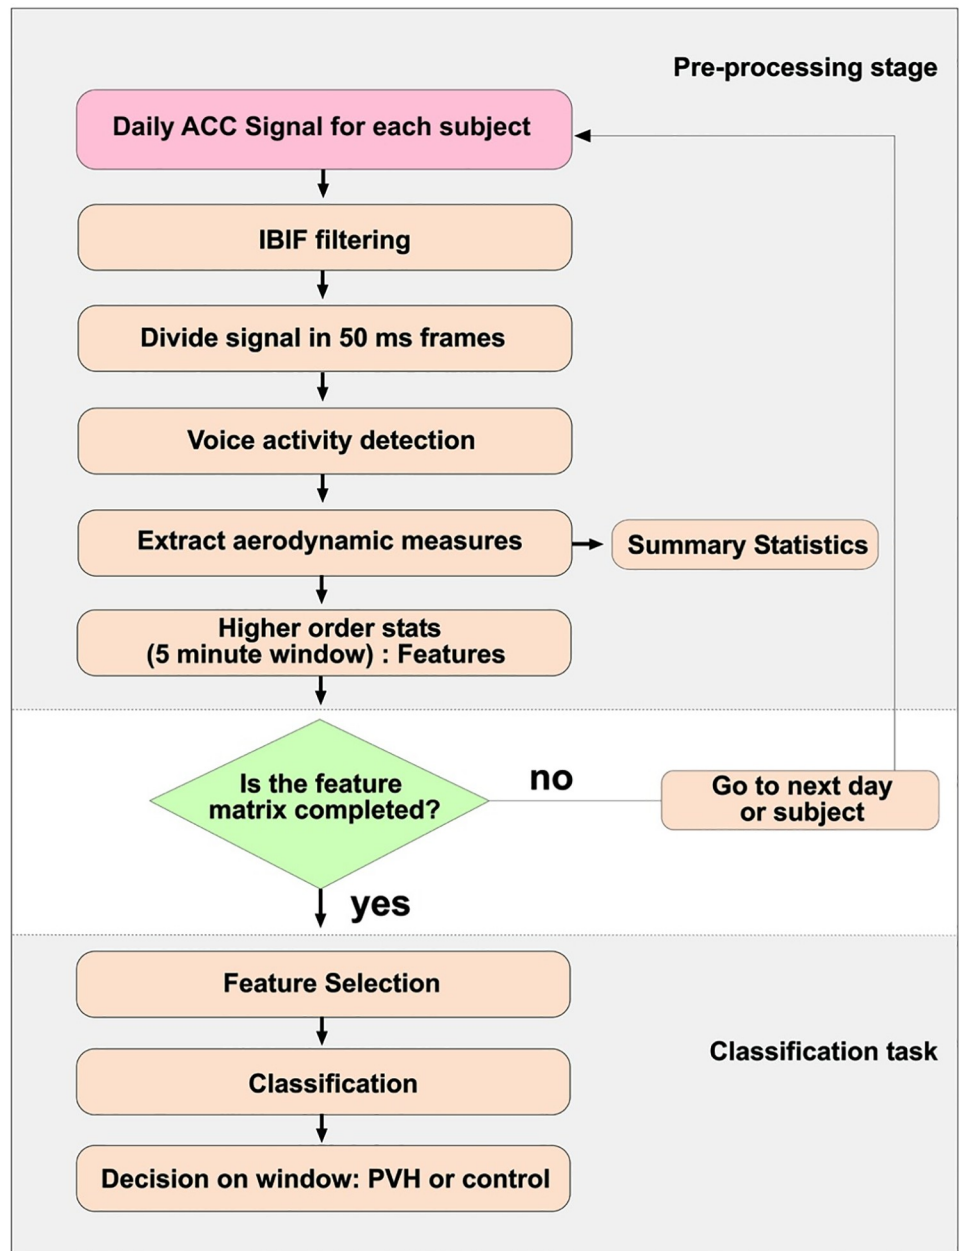 Pre-processing stage
Daily ACC Signal for each subject
IBIF filtering
Divide signal in 50 ms frames
Voice activity detection
Extract aerodynamic measures
Summary Statistics
Higher order stats
(5 minute window) : Features
Is the feature
matrix completed?
no
Go to next day
or subject
yes
Feature Selection
Classification task
Classification
Decision on window: PVH or control